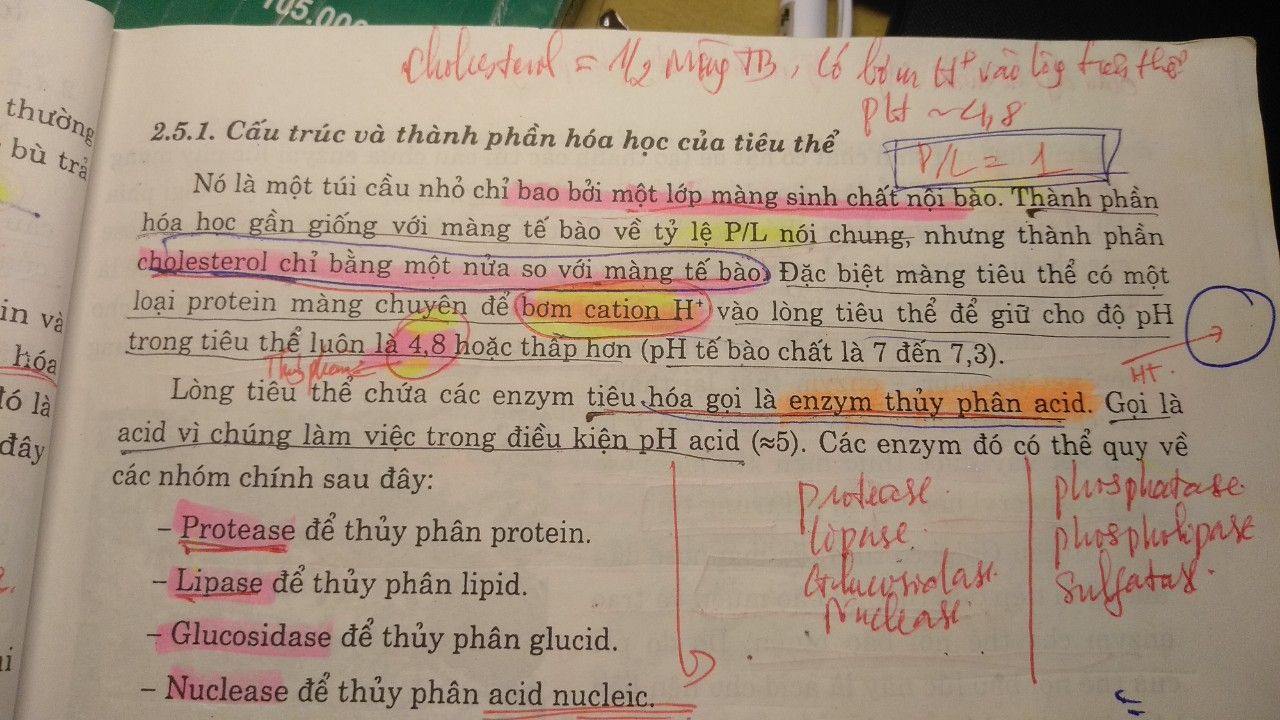 105.000
cholesterol = 1/2 màng TB, có bơm H⁺ vào lòng tiêu thể
pH ~ 4,8
thường
bù trả
2.5.1. Cấu trúc và thành phần hóa học của tiêu thể
P/L = 1
Nó là một túi cầu nhỏ chỉ bao bởi một lớp màng sinh chất nội bào. Thành phần
hóa học gần giống với màng tế bào về tỷ lệ P/L nói chung, nhưng thành phần
cholesterol chỉ bằng một nửa so với màng tế bào. Đặc biệt màng tiêu thể có một
loại protein màng chuyên để bơm cation H⁺ vào lòng tiêu thể để giữ cho độ pH
trong tiêu thể luôn là 4,8 hoặc thấp hơn (pH tế bào chất là 7 đến 7,3).
in và
hóa
đó là
đây
H⁺
Lòng tiêu thể chứa các enzym tiêu hóa gọi là enzym thủy phân acid. Gọi là
acid vì chúng làm việc trong điều kiện pH acid (≈5). Các enzym đó có thể quy về
các nhóm chính sau đây:
– Protease để thủy phân protein.
– Lipase để thủy phân lipid.
– Glucosidase để thủy phân glucid.
– Nuclease để thủy phân acid nucleic.
protease
lipase
Glucosidase
Nuclease
phosphatase
phospholipase
Sulfatase